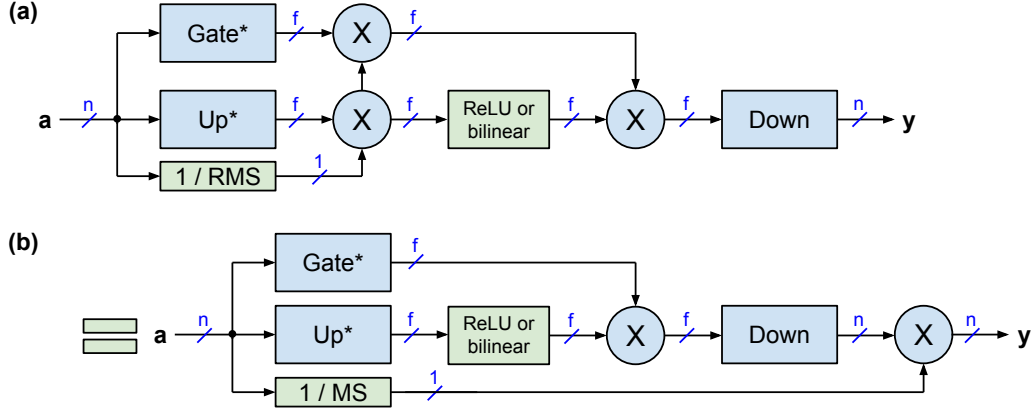 (a)
Gate*
f
X
f
a
n
Up*
f
X
f
ReLU or
bilinear
f
X
f
Down
n
y
1 / RMS
1
(b)
Gate*
f
a
n
Up*
f
ReLU or
bilinear
f
X
f
Down
n
X
n
y
1 / MS
1